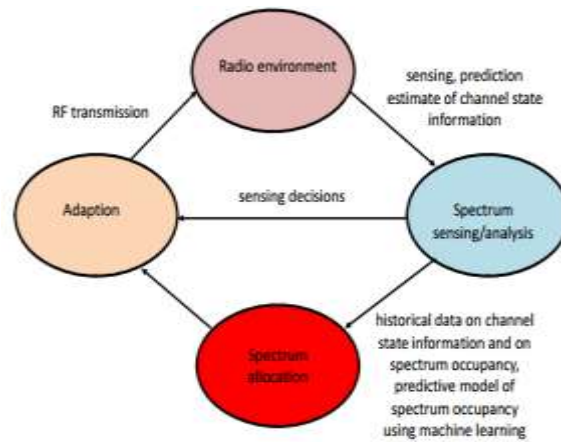 Radio environment
sensing, prediction
estimate of channel state
information
RF transmission
Adaption
sensing decisions
Spectrum
sensing/analysis
Spectrum
allocation
historical data on channel
state information and on
spectrum occupancy,
predictive model of
spectrum occupancy
using machine learning